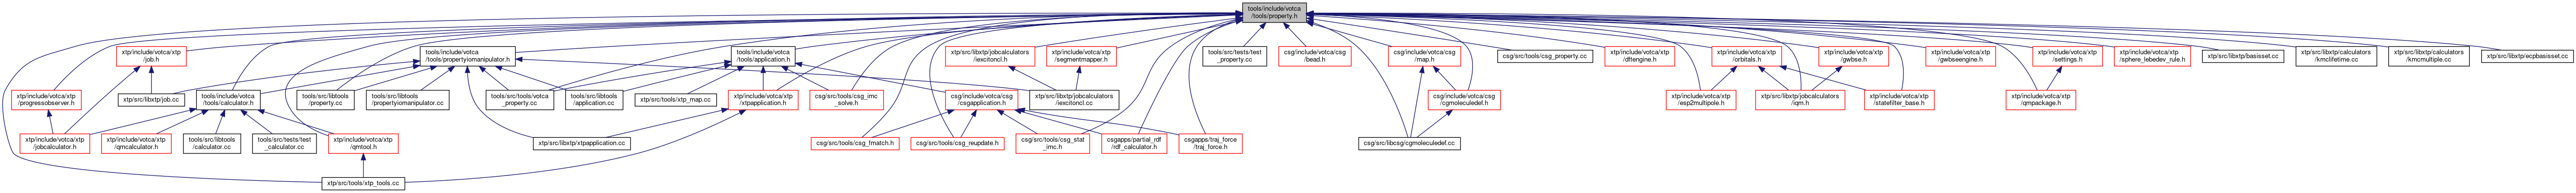 tools/include/votca
/tools/property.h
xtp/include/votca/xtp
/job.h
tools/include/votca
/tools/propertyiomanipulator.h
tools/include/votca
/tools/application.h
xtp/src/libxtp/jobcalculators
/iexcitoncl.h
xtp/include/votca/xtp
/segmentmapper.h
tools/src/tests/test
_property.cc
csg/include/votca/csg
/bead.h
csg/include/votca/csg
/map.h
csg/src/tools/csg_property.cc
xtp/include/votca/xtp
/dftengine.h
xtp/include/votca/xtp
/orbitals.h
xtp/include/votca/xtp
/gwbse.h
xtp/include/votca/xtp
/gwbseengine.h
xtp/include/votca/xtp
/settings.h
xtp/include/votca/xtp
/sphere_lebedev_rule.h
xtp/src/libxtp/basisset.cc
xtp/src/libxtp/calculators
/kmclifetime.cc
xtp/src/libxtp/calculators
/kmcmultiple.cc
xtp/src/libxtp/ecpbasisset.cc
xtp/include/votca/xtp
/progressobserver.h
xtp/src/libxtp/job.cc
tools/include/votca
/tools/calculator.h
tools/src/libtools
/property.cc
tools/src/libtools
/propertyiomanipulator.cc
tools/src/tools/votca
_property.cc
tools/src/libtools
/application.cc
xtp/src/tools/xtp_map.cc
xtp/include/votca/xtp
/xtpapplication.h
csg/src/tools/csg_imc
_solve.h
csg/include/votca/csg
/csgapplication.h
xtp/src/libxtp/jobcalculators
/iexcitoncl.cc
csg/include/votca/csg
/cgmoleculedef.h
xtp/include/votca/xtp
/esp2multipole.h
xtp/src/libxtp/jobcalculators
/iqm.h
xtp/include/votca/xtp
/statefilter_base.h
xtp/include/votca/xtp
/qmpackage.h
xtp/include/votca/xtp
/jobcalculator.h
xtp/include/votca/xtp
/qmcalculator.h
tools/src/libtools
/calculator.cc
tools/src/tests/test
_calculator.cc
xtp/include/votca/xtp
/qmtool.h
xtp/src/libxtp/xtpapplication.cc
csg/src/tools/csg_fmatch.h
csg/src/tools/csg_reupdate.h
csg/src/tools/csg_stat
_imc.h
csgapps/partial_rdf
/rdf_calculator.h
csgapps/traj_force
/traj_force.h
csg/src/libcsg/cgmoleculedef.cc
xtp/src/tools/xtp_tools.cc